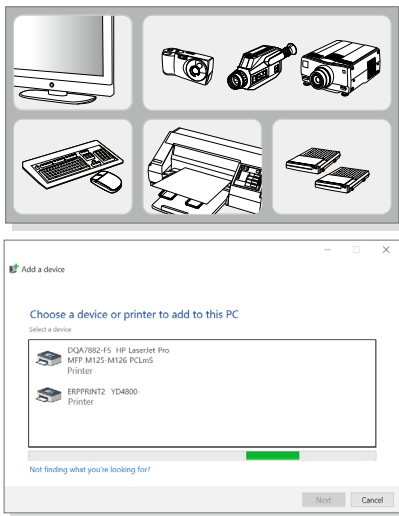 Add a device
Choose a device or printer to add to this PC
Select a device
DQA7882-F5 HP LaserJet Pro
MFP M125-M126 PCLmS
Printer
ERPPRINT2 YD4800-
Printer
Not finding what you're looking for?
Next Cancel